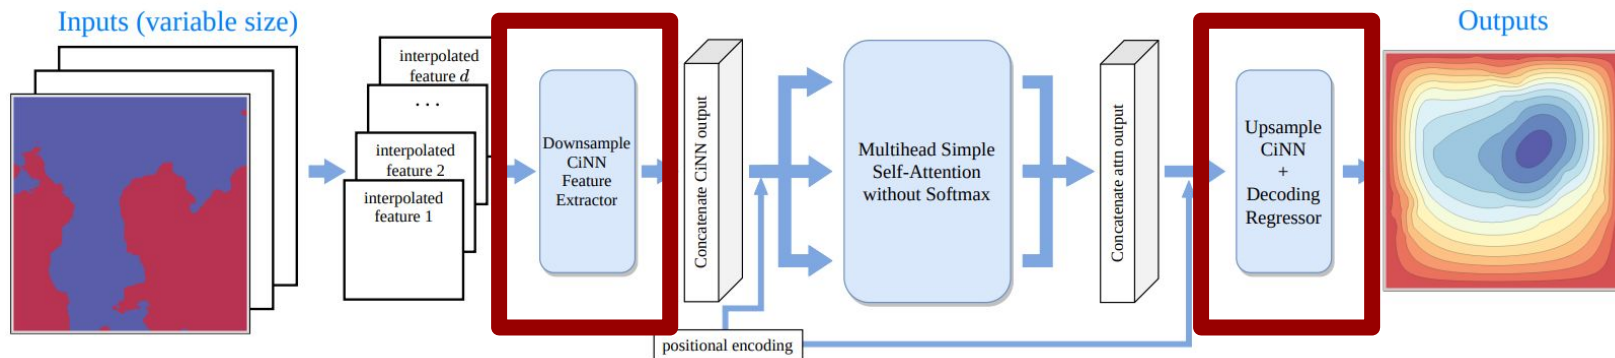 Inputs (variable size)
interpolated
feature d
. . .
interpolated
feature 2
interpolated
feature 1
Downsample
CiNN
Feature
Extractor
Concatenate CiNN output
Multihead Simple
Self-Attention
without Softmax
Concatenate attn output
Upsample
CiNN
+
Decoding
Regressor
Outputs
positional encoding